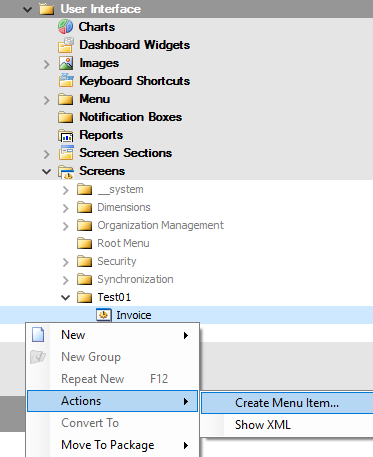 User Interface
Charts
Dashboard Widgets
Images
Keyboard Shortcuts
Menu
Notification Boxes
Reports
Screen Sections
Screens
__system
Dimensions
Organization Management
Root Menu
Security
Synchronization
Test01
Invoice
New
New Group
Repeat New F12
Actions
Create Menu Item...
Convert To
Show XML
Move To Package